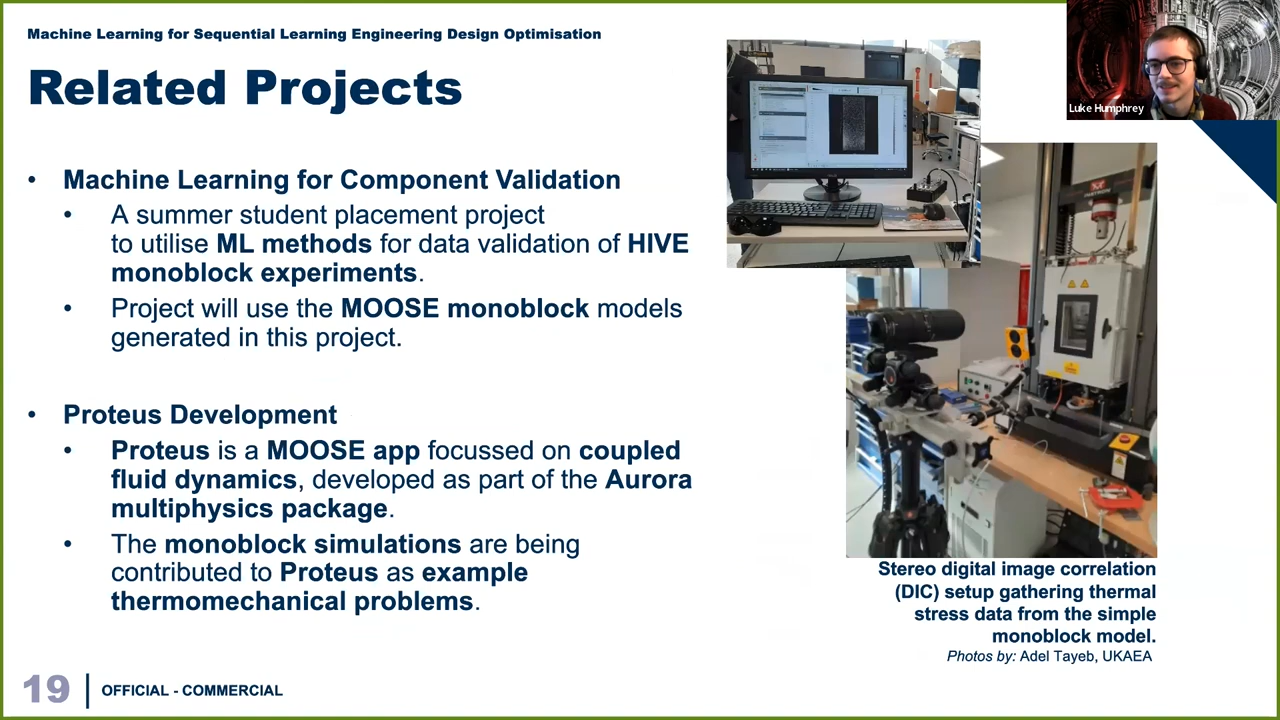 Machine Learning for Sequential Learning Engineering Design Optimisation
Related Projects
Luke Humphrey
• Machine Learning for Component Validation
• A summer student placement project
to utilise ML methods for data validation of HIVE
monoblock experiments.
• Project will use the MOOSE monoblock models
generated in this project.
• Proteus Development
• Proteus is a MOOSE app focussed on coupled
fluid dynamics, developed as part of the Aurora
multiphysics package.
• The monoblock simulations are being
contributed to Proteus as example
thermomechanical problems.
Stereo digital image correlation
(DIC) setup gathering thermal
stress data from the simple
monoblock model.
Photos by: Adel Tayeb, UKAEA
19
OFFICIAL - COMMERCIAL